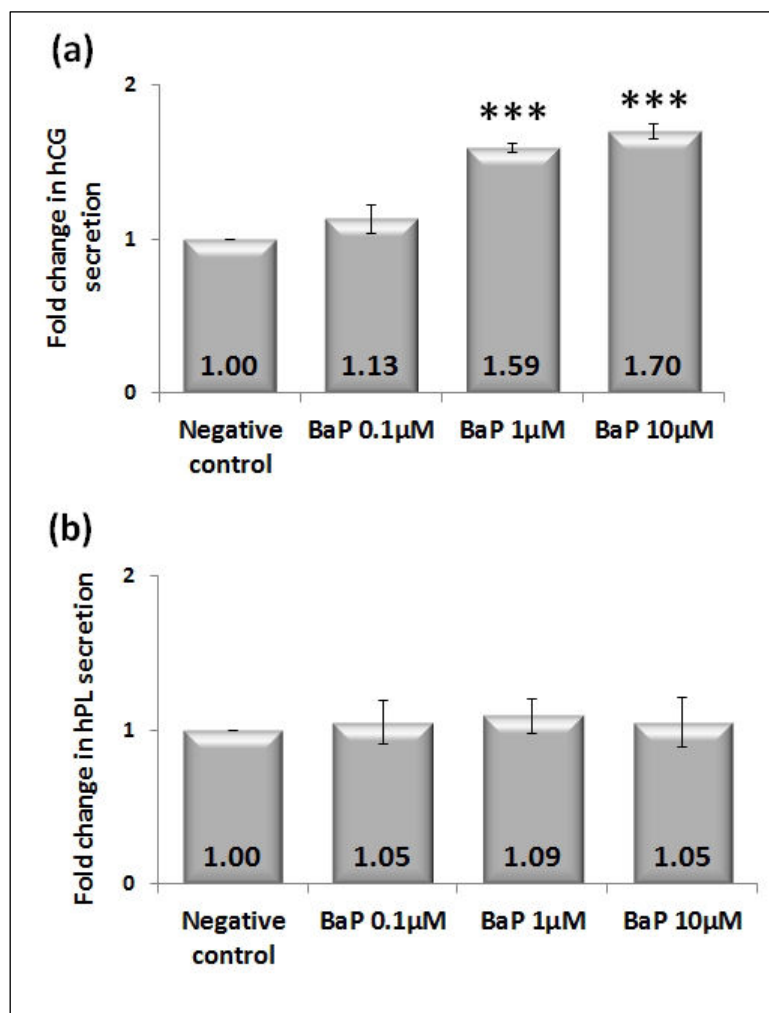 (a)
Fold change in hCG
secretion
2
1
0
*** ***
1.00 1.13 1.59 1.70
Negative
control
BaP 0.1µM BaP 1µM BaP 10µM
(b)
Fold change in hPL secretion
2
1
0
1.00 1.05 1.09 1.05
Negative
control
BaP 0.1µM BaP 1µM BaP 10µM